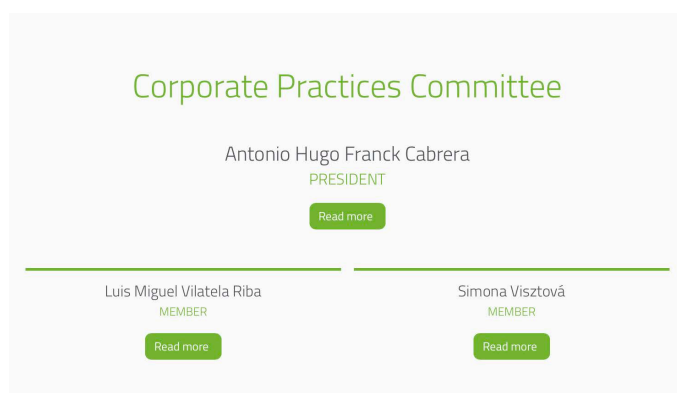 Corporate Practices Committee
Antonio Hugo Franck Cabrera
PRESIDENT
Read more
Luis Miguel Vilatela Riba
MEMBER
Read more
Simona Visztová
MEMBER
Read more